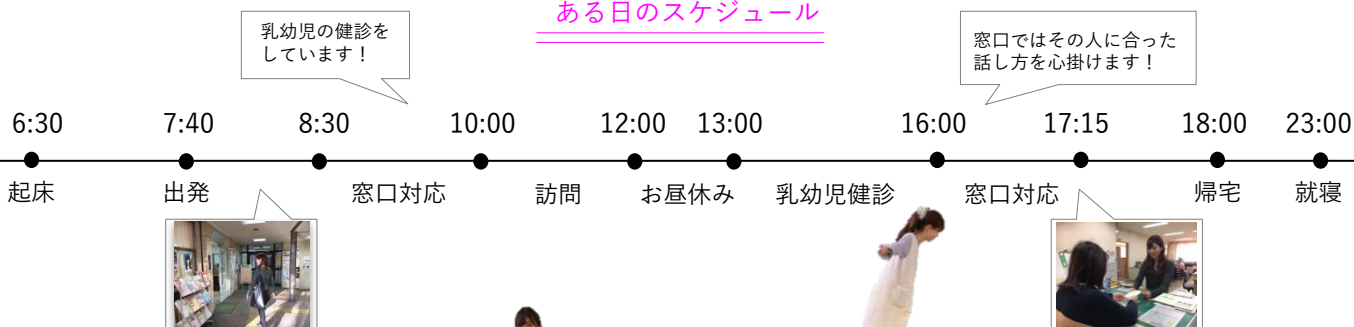 ある日のスケジュール
乳幼児の健診を
しています！
窓口ではその人に合った
話し方を心掛けます！
6:30 7:40 8:30 10:00 12:00 13:00 16:00 17:15 18:00 23:00
起床 出発 窓口対応 訪問 お昼休み 乳幼児健診 窓口対応 帰宅 就寝